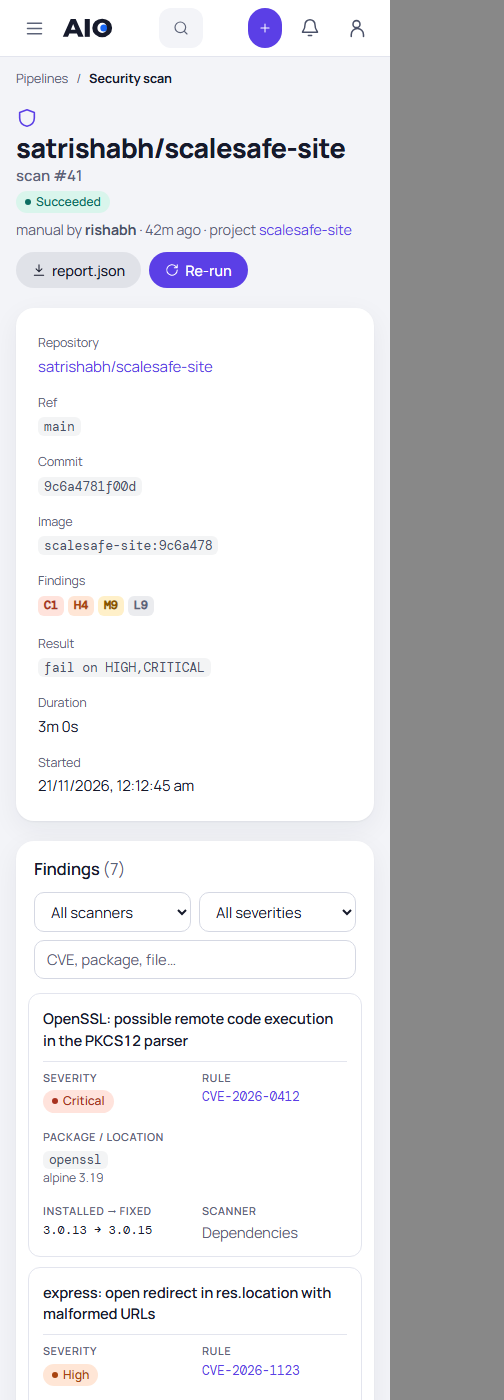 AIO
Pipelines / Security scan
satrishabh/scalesafe-site
scan #41
Succeeded
manual by rishabh · 42m ago · project scalesafe-site
report.json Re-run
Repository
satrishabh/scalesafe-site
Ref
main
Commit
9c6a4781f00d
Image
scalesafe-site:9c6a478
Findings
C1 H4 M9 L9
Result
fail on HIGH,CRITICAL
Duration
3m 0s
Started
21/11/2026, 12:12:45 am
Findings (7)
All scanners All severities
CVE, package, file…
OpenSSL: possible remote code execution
in the PKCS12 parser
SEVERITY RULE
Critical CVE-2026-0412
PACKAGE / LOCATION
openssl
alpine 3.19
INSTALLED → FIXED SCANNER
3.0.13 → 3.0.15 Dependencies
express: open redirect in res.location with
malformed URLs
SEVERITY RULE
High CVE-2026-1123